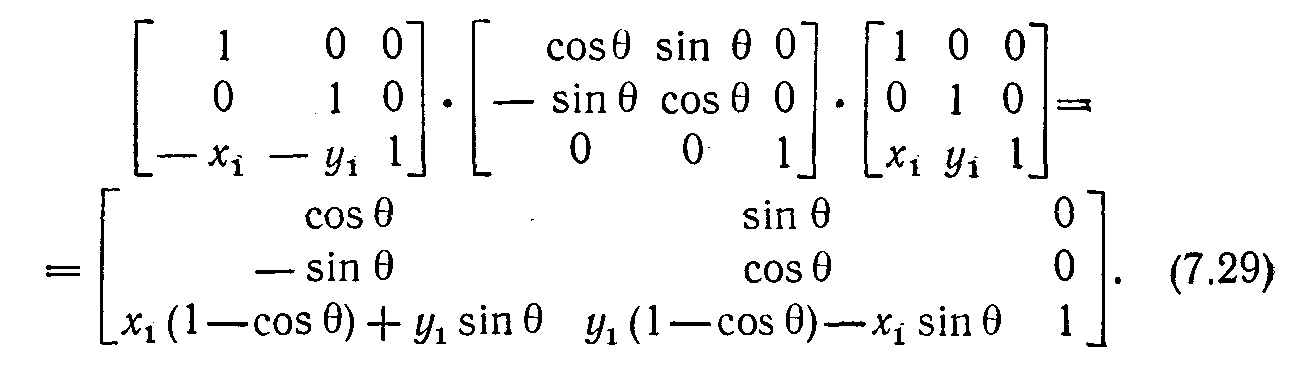 [ 1 0 0 ] [ cosθ sin θ 0 ] [ 1 0 0 ]
[ 0 1 0 ] · [ — sin θ cos θ 0 ] · [ 0 1 0 ] =
[ — x₁ — y₁ 1 ] [ 0 0 1 ] [ x₁ y₁ 1 ]
[ cos θ sin θ 0 ]
= [ — sin θ cos θ 0 ] . (7.29)
[ x₁ (1—cos θ) + y₁ sin θ y₁ (1—cos θ)—x₁ sin θ 1 ]